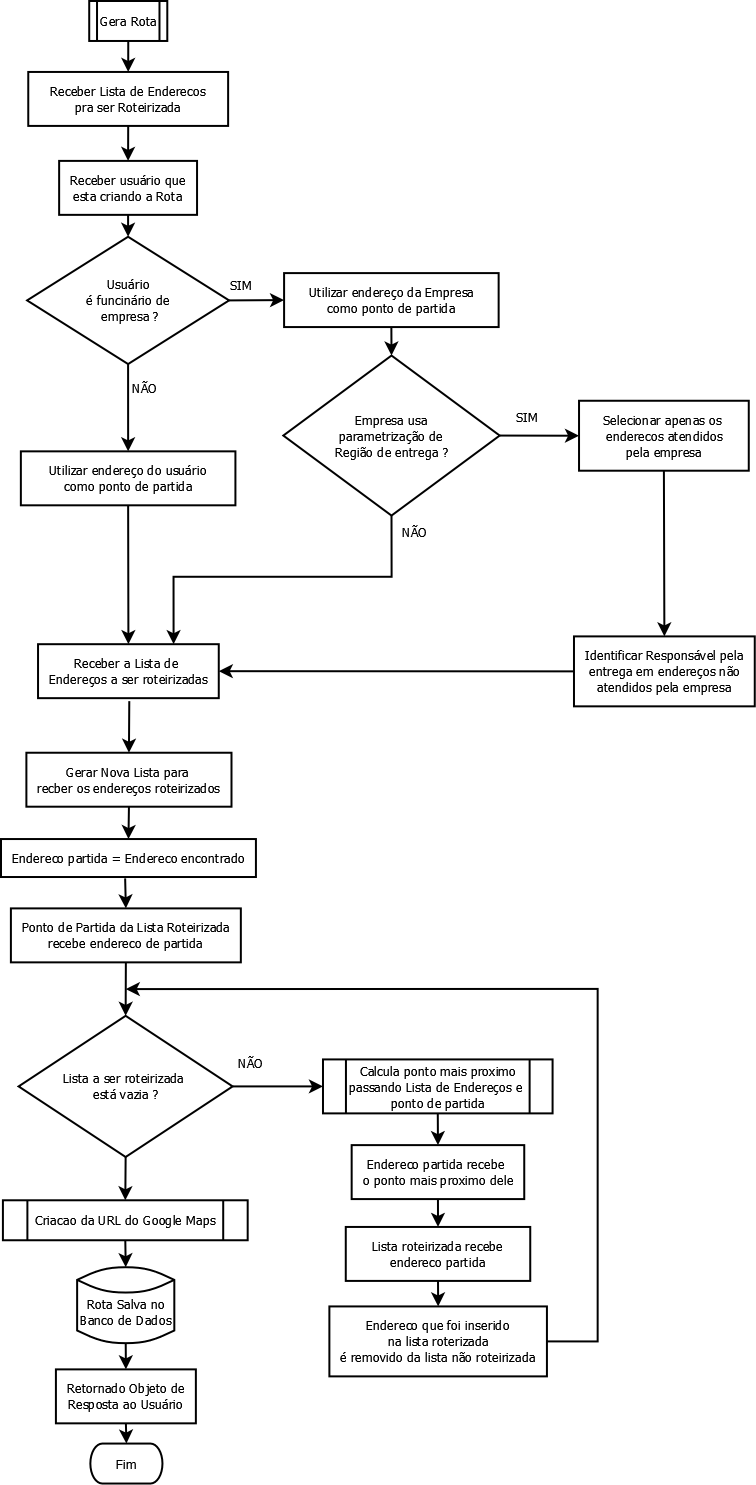 Gera Rota
Receber Lista de Enderecos
pra ser Roteirizada
Receber usuário que
esta criando a Rota
Usuário
é funcinário de
empresa ?
SIM
Utilizar endereço da Empresa
como ponto de partida
NÃO
Empresa usa
parametrização de
Região de entrega ?
SIM
Selecionar apenas os
enderecos atendidos
pela empresa
Utilizar endereço do usuário
como ponto de partida
NÃO
Receber a Lista de
Endereços a ser roteirizadas
Identificar Responsável pela
entrega em endereços não
atendidos pela empresa
Gerar Nova Lista para
recber os endereços roteirizados
Endereco partida = Endereco encontrado
Ponto de Partida da Lista Roteirizada
recebe endereco de partida
Lista a ser roteirizada
está vazia ?
NÃO
Calcula ponto mais proximo
passando Lista de Endereços e
ponto de partida
Endereco partida recebe
o ponto mais proximo dele
Criacao da URL do Google Maps
Lista roteirizada recebe
endereco partida
Rota Salva no
Banco de Dados
Endereco que foi inserido
na lista roterizada
é removido da lista não roteirizada
Retornado Objeto de
Resposta ao Usuário
Fim